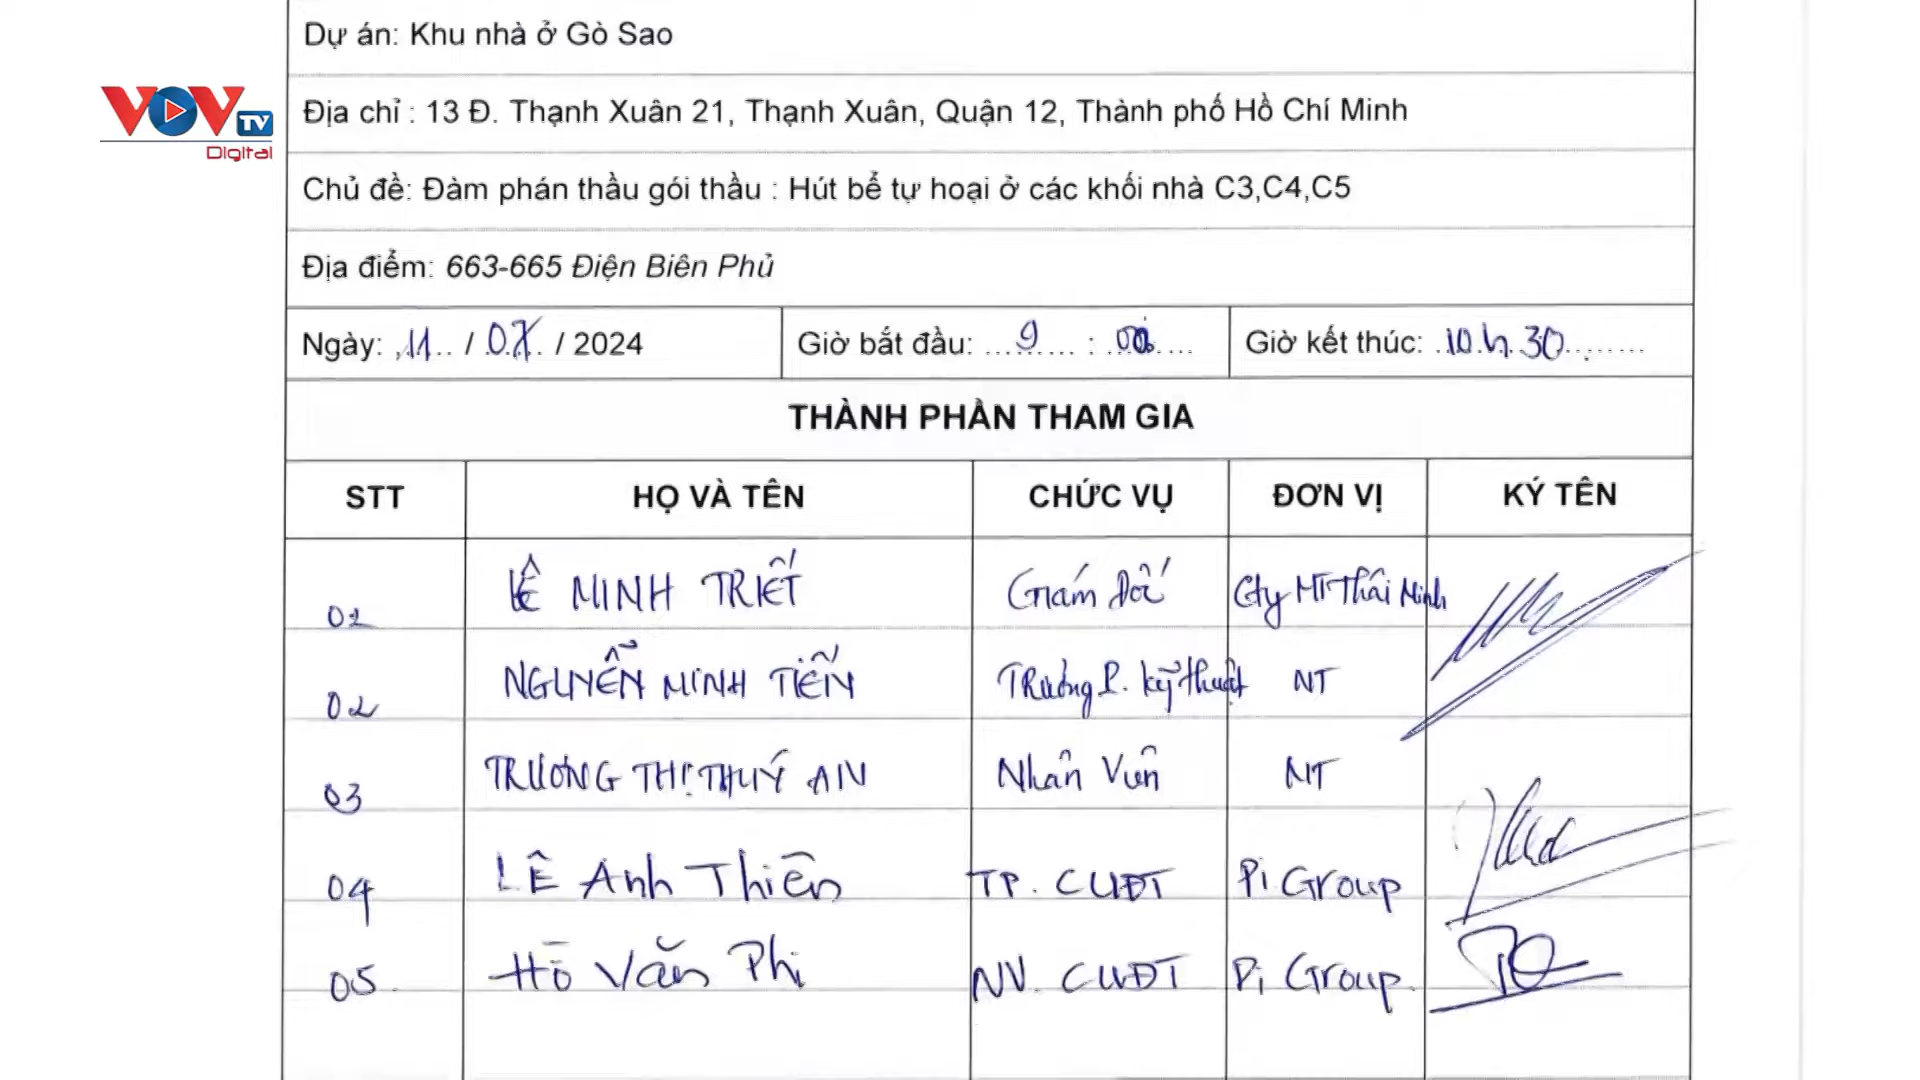 Dự án: Khu nhà ở Gò Sao
VOV TV
Digital
Địa chỉ : 13 Đ. Thạnh Xuân 21, Thạnh Xuân, Quận 12, Thành phố Hồ Chí Minh
Chủ đề: Đàm phán thầu gói thầu : Hút bể tự hoại ở các khối nhà C3,C4,C5
Địa điểm: 663-665 Điện Biên Phủ
Ngày: 11 / 07 / 2024 Giờ bắt đầu: 9 : 00 Giờ kết thúc: 10 h 30
THÀNH PHẦN THAM GIA
STT HỌ VÀ TÊN CHỨC VỤ ĐƠN VỊ KÝ TÊN
01 LÊ MINH TRIẾT Giám Đốc Cty MT Thái Minh
02 NGUYỄN MINH TIẾN Trưởng P. kỹ thuật NT
03 TRƯƠNG THỊ THUÝ AN Nhân Viên NT
04 LÊ Anh Thiên TP. CUĐT Pi Group
05 Hồ Văn Phi NV. CUĐT Pi Group